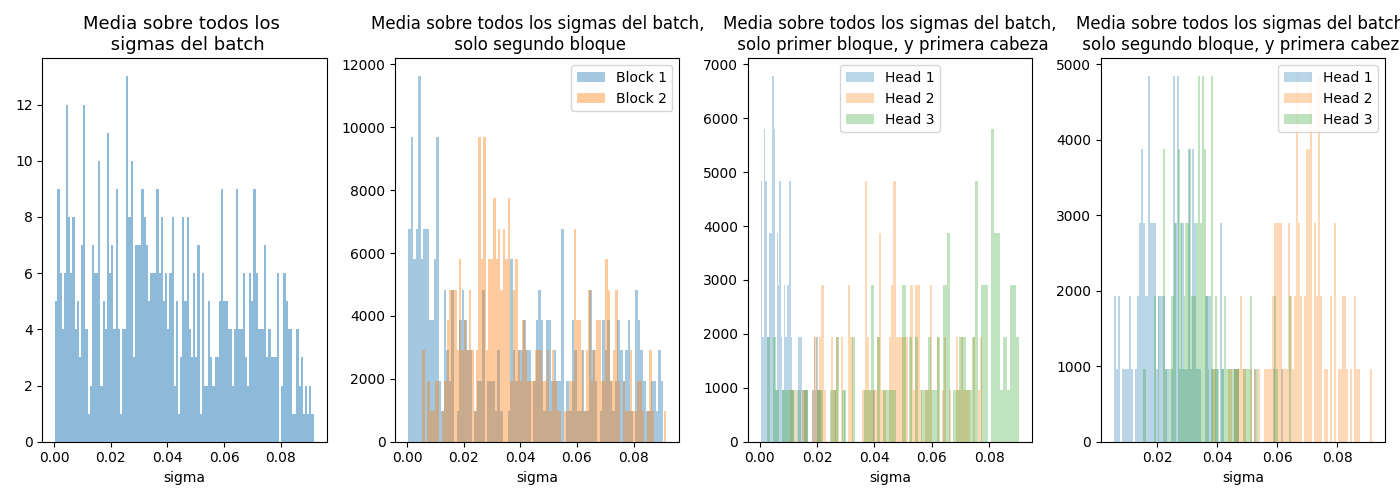 Media sobre todos los
sigmas del batch
12
10
8
6
4
2
0
0.00 0.02 0.04 0.06 0.08
sigma
Media sobre todos los sigmas del batch,
solo segundo bloque
Block 1
Block 2
12000
10000
8000
6000
4000
2000
0
0.00 0.02 0.04 0.06 0.08
sigma
Media sobre todos los sigmas del batch,
solo primer bloque, y primera cabeza
Head 1
Head 2
Head 3
7000
6000
5000
4000
3000
2000
1000
0
0.00 0.02 0.04 0.06 0.08
sigma
Media sobre todos los sigmas del batch
solo segundo bloque, y primera cabez
Head 1
Head 2
Head 3
5000
4000
3000
2000
1000
0
0.02 0.04 0.06 0.08
sigma